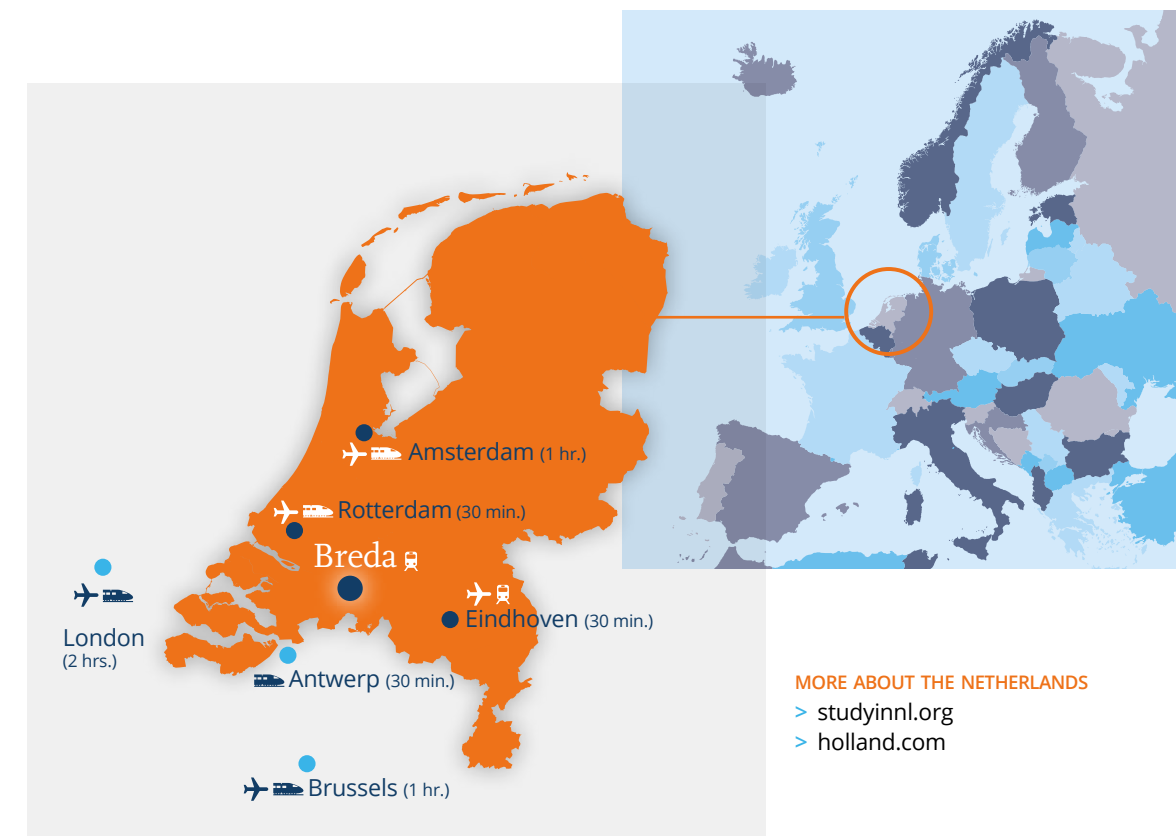 Amsterdam (1 hr.)
Rotterdam (30 min.)
Breda
Eindhoven (30 min.)
London
(2 hrs.)
Antwerp (30 min.)
Brussels (1 hr.)
MORE ABOUT THE NETHERLANDS
> studyinnl.org
> holland.com